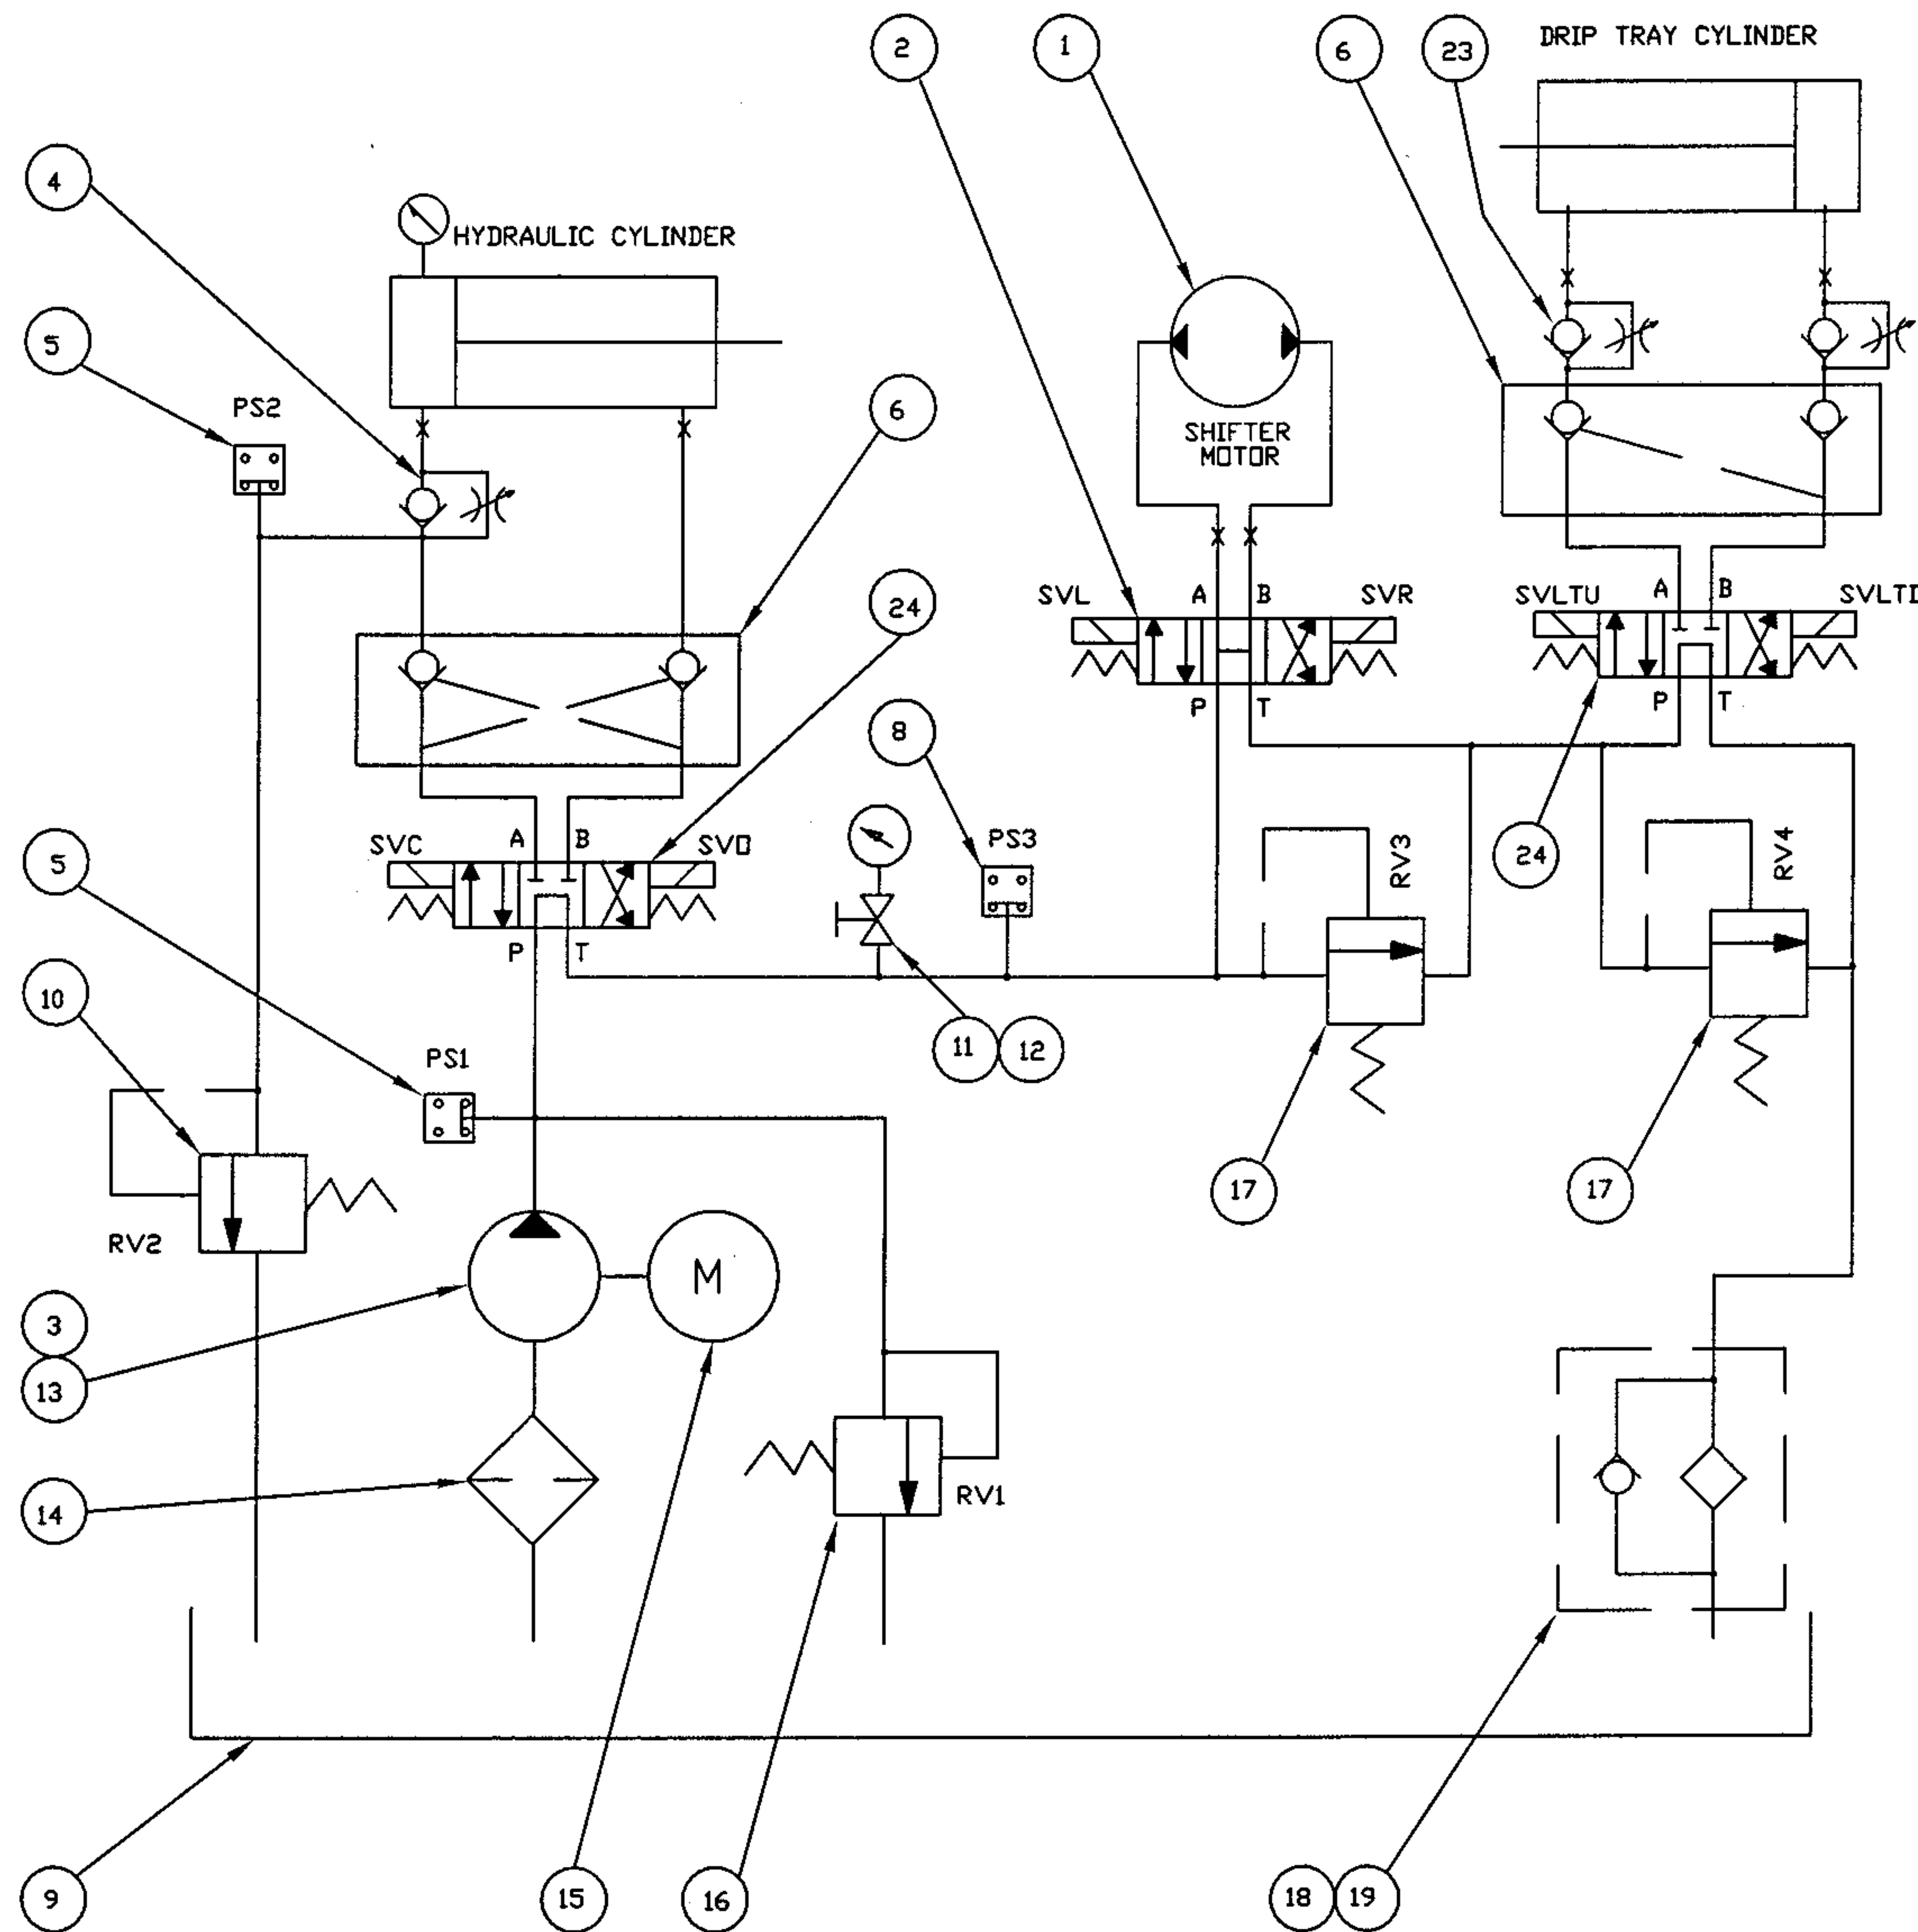 2
1
6
23
DRIP TRAY CYLINDER
4
HYDRAULIC CYLINDER
5
PS2
6
SHIFTER
MOTOR
24
SVL
A
B
SVR
SVLTU
A
B
P
T
P
T
8
SVC
A
B
SVO
PS3
RV3
24
RV4
5
P
T
10
PS1
11
12
17
17
RV2
M
3
13
14
RV1
9
15
16
18
19